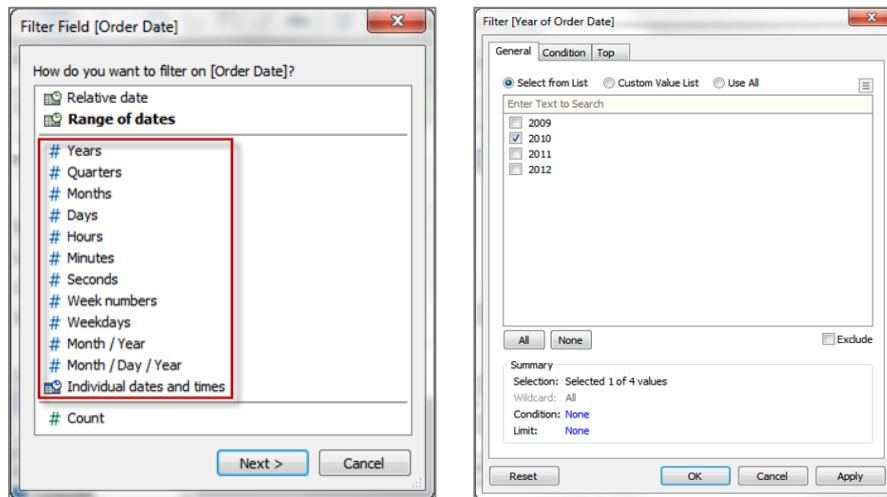 Filter Field [Order Date]
How do you want to filter on [Order Date]?
Relative date
Range of dates
# Years
# Quarters
# Months
# Days
# Hours
# Minutes
# Seconds
# Week numbers
# Weekdays
# Month / Year
# Month / Day / Year
Individual dates and times
# Count
Next > Cancel
Filter [Year of Order Date]
General Condition Top
Select from List Custom Value List Use All
Enter Text to Search
2009
2010
2011
2012
All None Exclude
Summary
Selection: Selected 1 of 4 values
Wildcard: All
Condition: None
Limit: None
Reset OK Cancel Apply